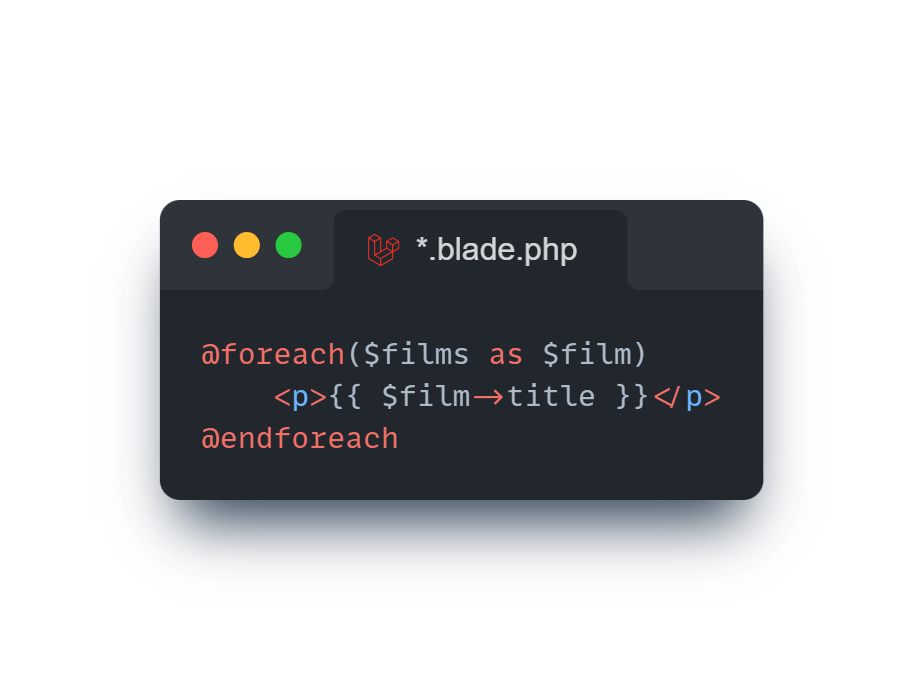 *.blade.php
@foreach($films as $film)
    <p>{{ $film->title }}</p>
@endforeach